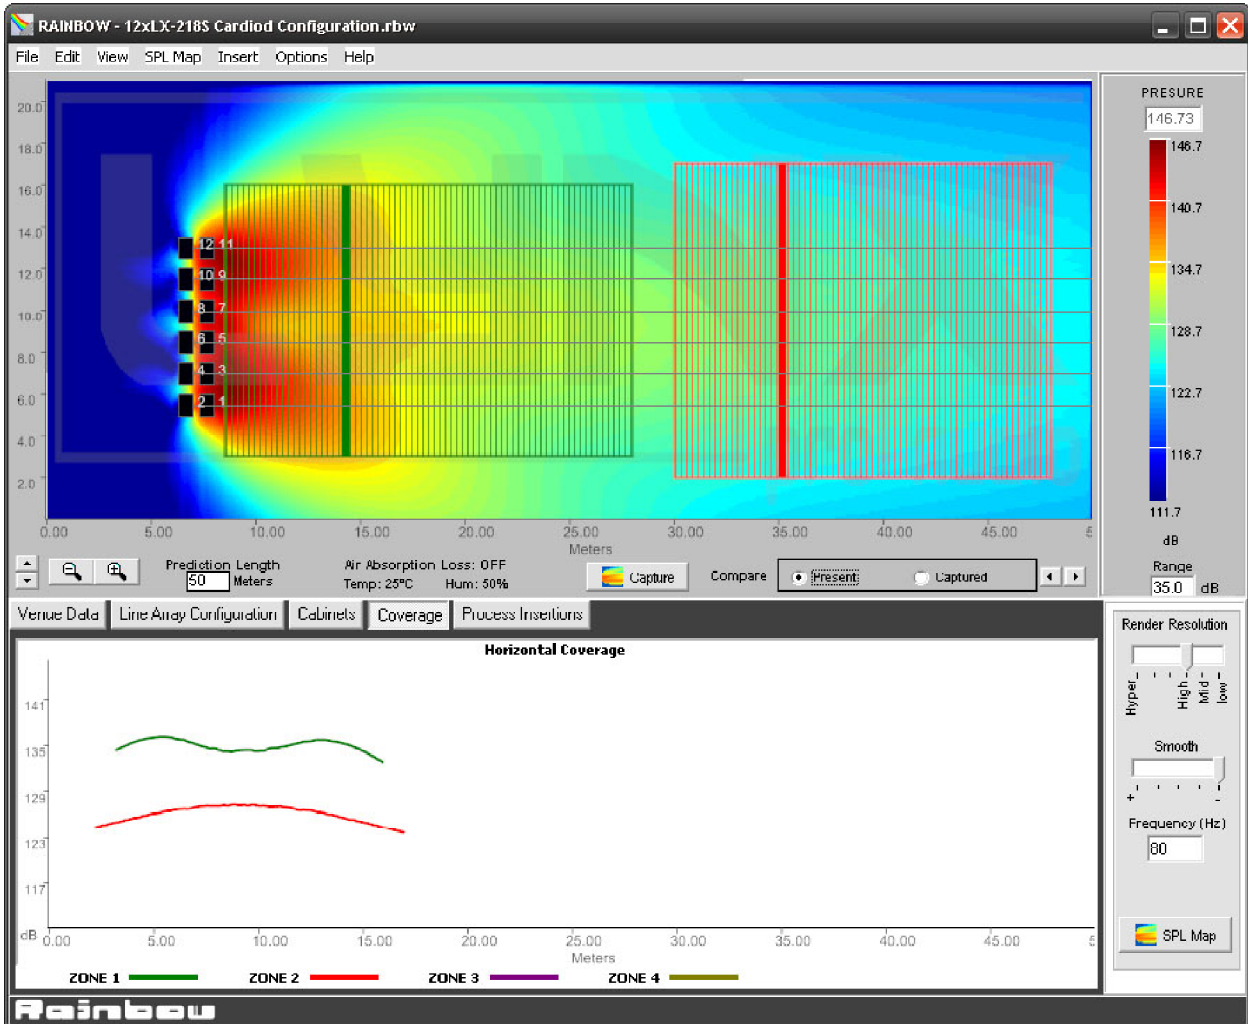 RAINBOW - 12xLX-218S Cardiod Configuration.rbw
File Edit View SPL Map Insert Options Help
PRESURE
146.73
146.7
140.7
134.7
128.7
122.7
116.7
111.7
dB
Range
35.0 dB
20.0
18.0
16.0
14.0
12.0
10.0
8.0
6.0
4.0
2.0
12 11
10 9
8 7
6 5
4 3
2 1
0.00 5.00 10.00 15.00 20.00 25.00 30.00 35.00 40.00 45.00 5
Meters
Prediction Length
50 Meters
Air Absorption Loss: OFF
Temp: 25ºC Hum: 50%
Capture
Compare
Present
Captured
Venue Data Line Array Configuration Cabinets Coverage Process Insertions
Horizontal Coverage
141
135
129
123
117
dB 0.00 5.00 10.00 15.00 20.00 25.00 30.00 35.00 40.00 45.00 5
Meters
ZONE 1 ZONE 2 ZONE 3 ZONE 4
Render Resolution
Hyper High Mid low
Smooth
+ -
Frequency (Hz)
80
SPL Map
Rainbow